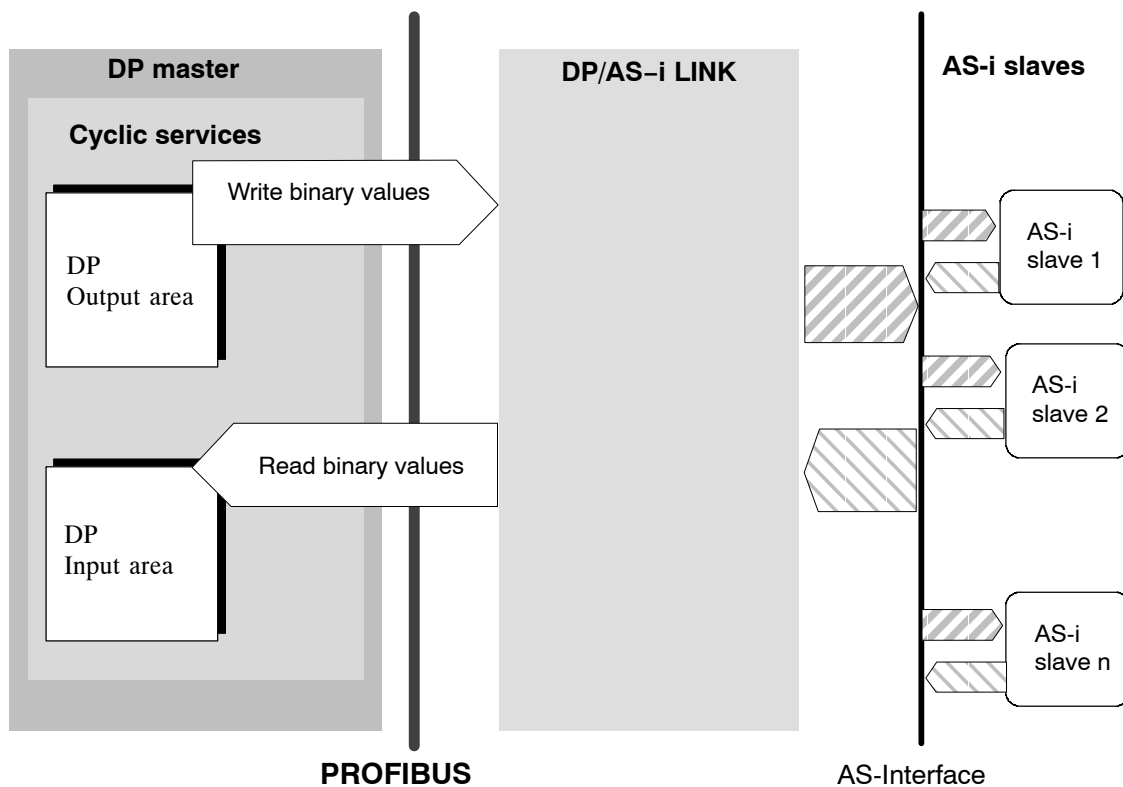 DP master
DP/AS–i LINK
AS-i slaves
Cyclic services
Write binary values
DP
Output area
Read binary values
DP
Input area
AS-i
slave 1
AS-i
slave 2
AS-i
slave n
PROFIBUS
AS-Interface